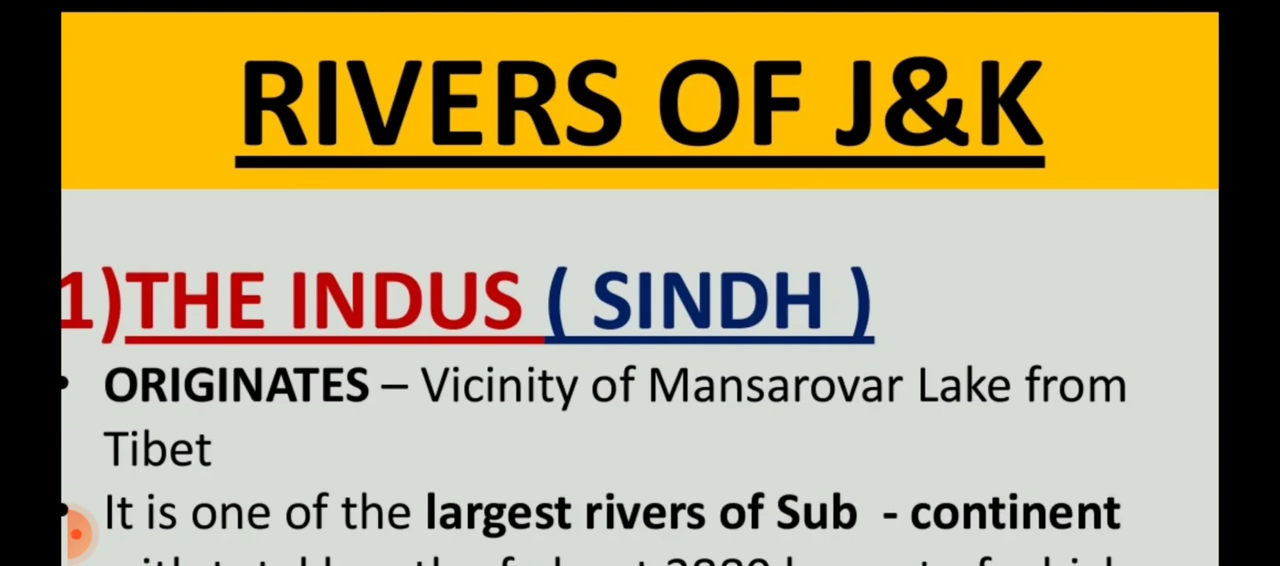 RIVERS OF J&K
1)THE INDUS ( SINDH )
• ORIGINATES – Vicinity of Mansarovar Lake from
Tibet
• It is one of the largest rivers of Sub - continent